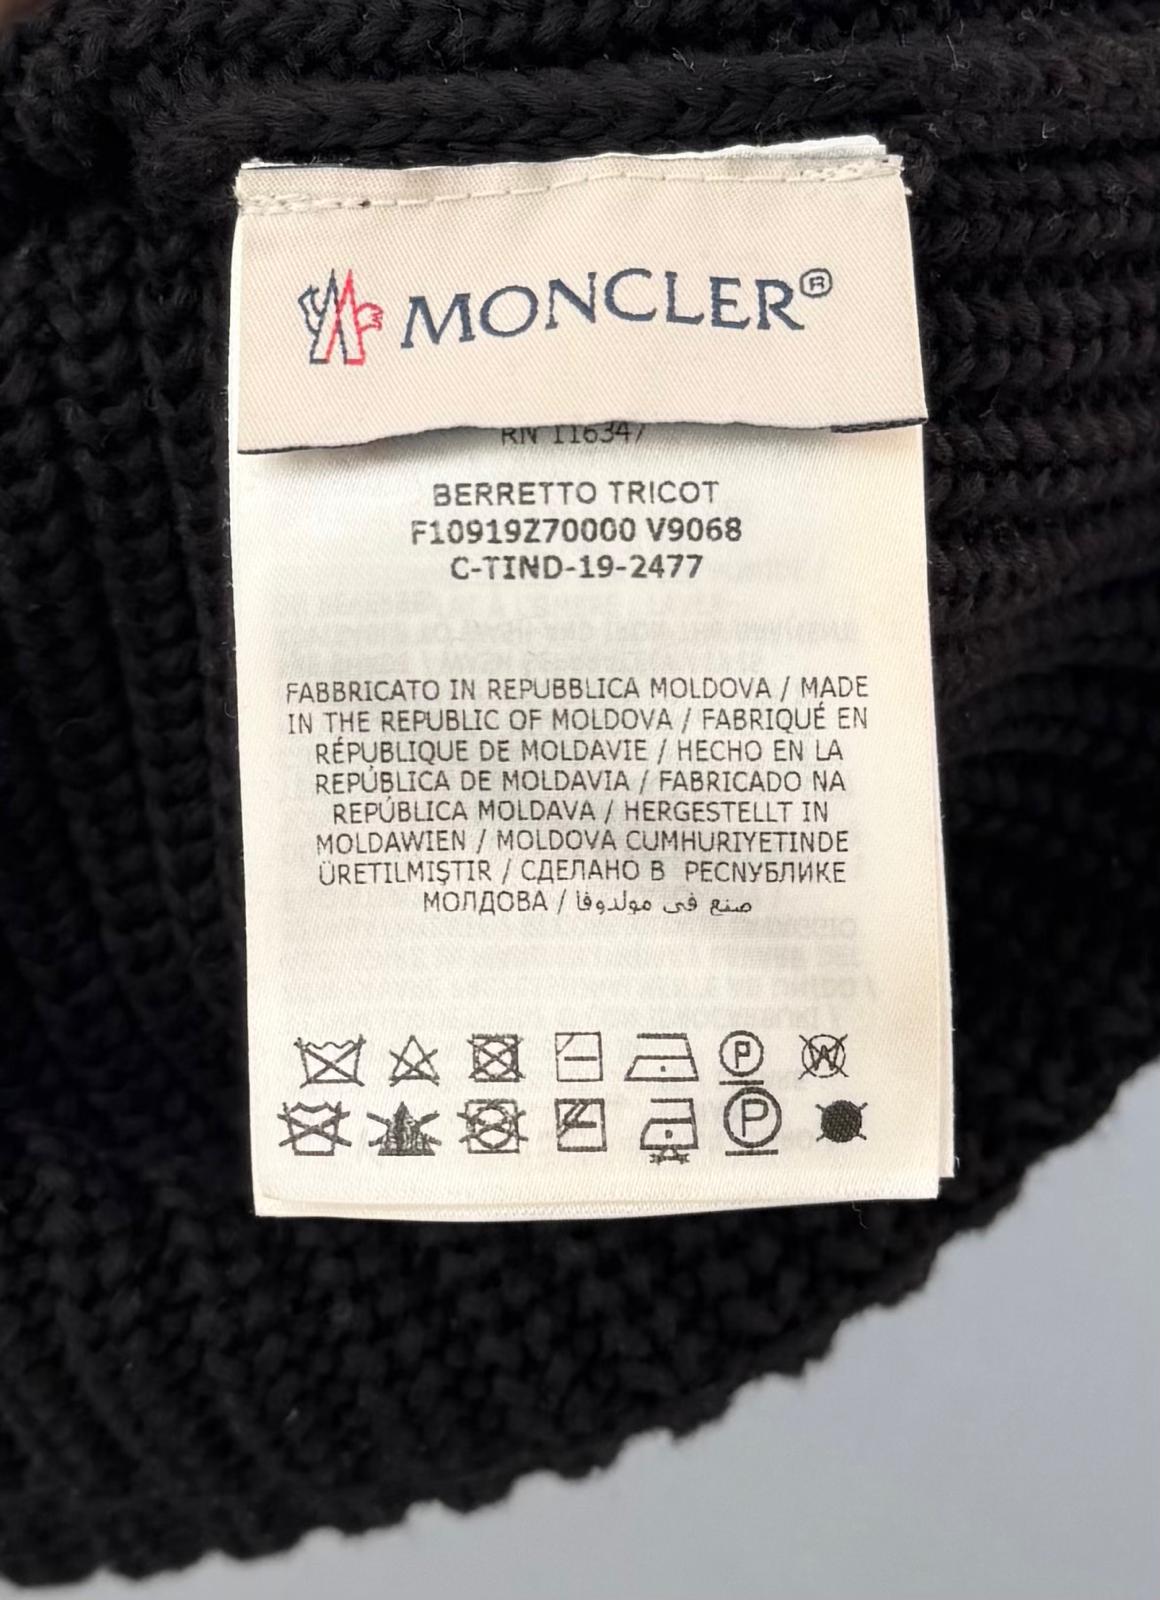 MONCLER®
RN 116347
BERRETTO TRICOT
F10919Z70000 V9068
C-TIND-19-2477
FABBRICATO IN REPUBBLICA MOLDOVA / MADE
IN THE REPUBLIC OF MOLDOVA / FABRIQUÉ EN
RÉPUBLIQUE DE MOLDAVIE / HECHO EN LA
REPÚBLICA DE MOLDAVIA / FABRICADO NA
REPÚBLICA MOLDAVA / HERGESTELLT IN
MOLDAWIEN / MOLDOVA CUMHURIYETINDE
ÜRETILMIŞTIR / СДЕЛАНО В РЕСПУБЛИКЕ
МОЛДОВА / صنع في مولدوفا
P W
P